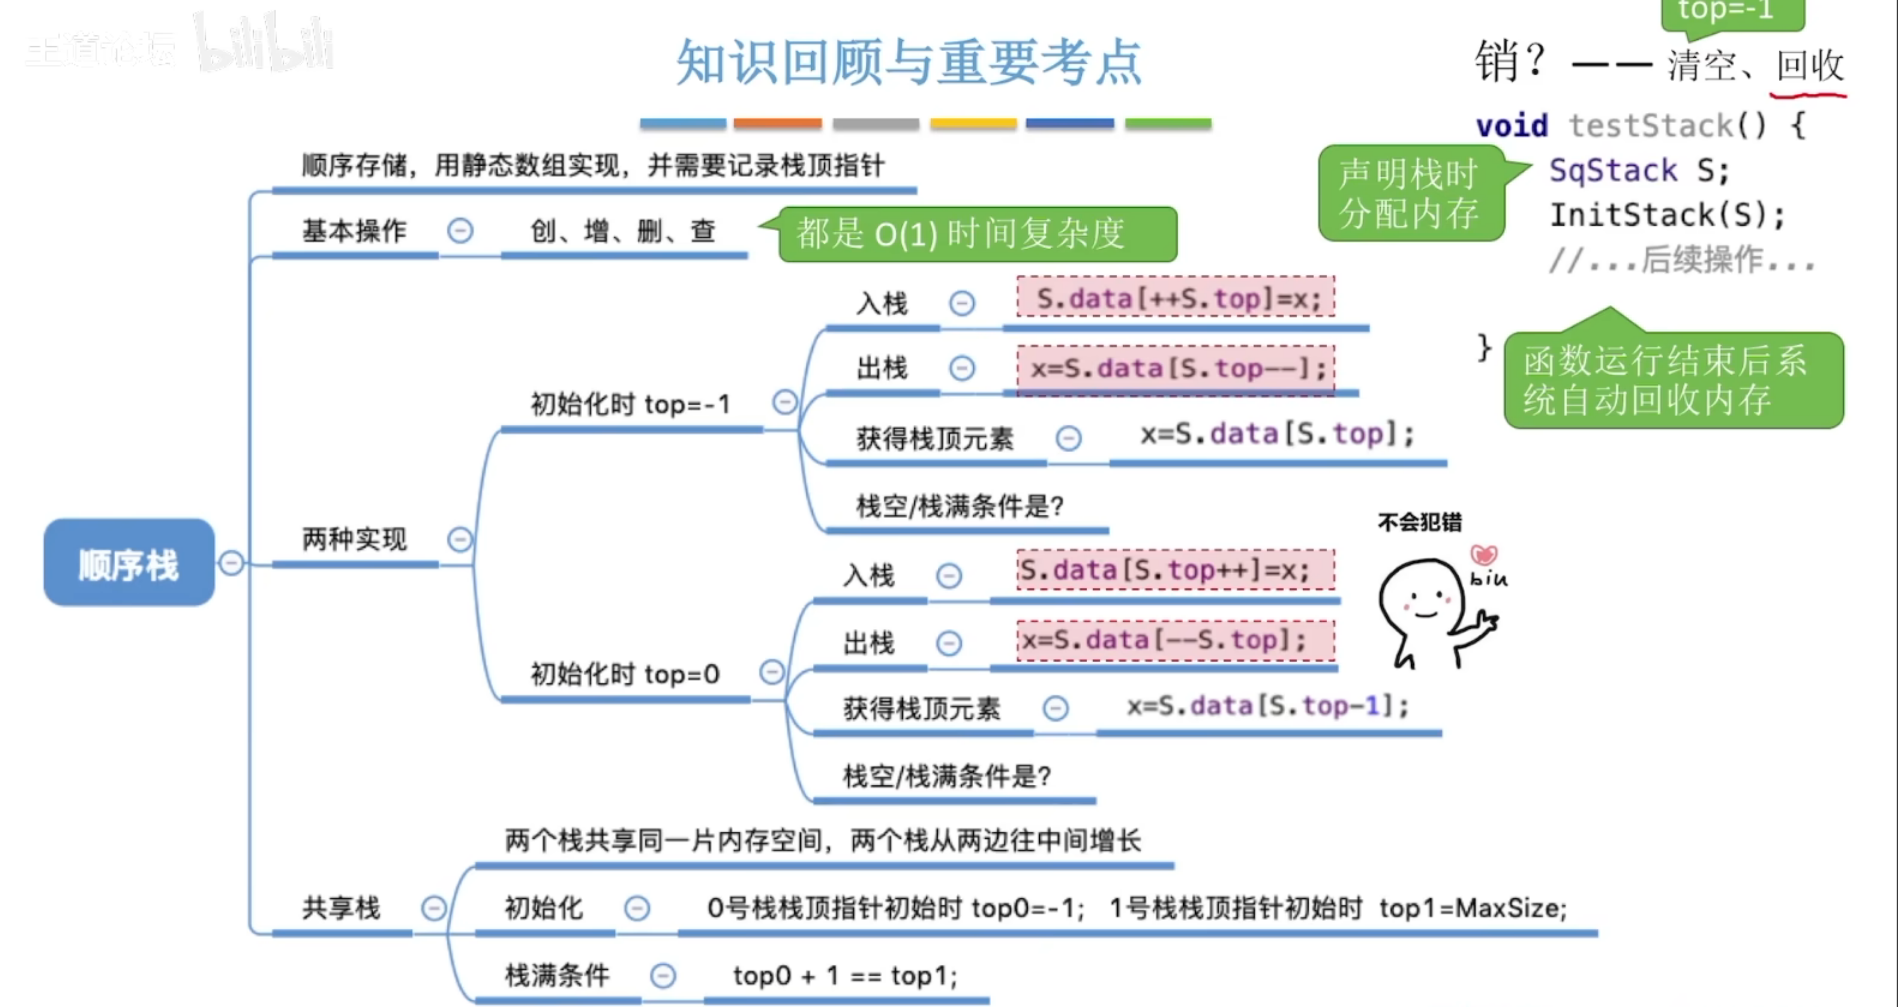 王道论坛 bilibili
知识回顾与重要考点
top=-1
销？—— 清空、回收
void testStack() {
SqStack S;
InitStack(S);
//...后续操作...
}
声明栈时
分配内存
函数运行结束后系
统自动回收内存
顺序栈
顺序存储，用静态数组实现，并需要记录栈顶指针
基本操作
创、增、删、查
都是 O(1) 时间复杂度
两种实现
初始化时 top=-1
入栈
S.data[++S.top]=x;
出栈
x=S.data[S.top--];
获得栈顶元素
x=S.data[S.top];
栈空/栈满条件是?
初始化时 top=0
入栈
S.data[S.top++]=x;
出栈
x=S.data[--S.top];
获得栈顶元素
x=S.data[S.top-1];
栈空/栈满条件是?
不会犯错
biu
共享栈
两个栈共享同一片内存空间，两个栈从两边往中间增长
初始化
0号栈栈顶指针初始时 top0=-1; 1号栈栈顶指针初始时 top1=MaxSize;
栈满条件
top0 + 1 == top1;